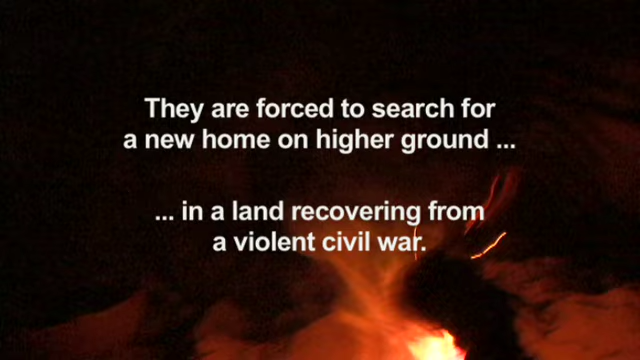 They are forced to search for
a new home on higher ground ...
... in a land recovering from
a violent civil war.